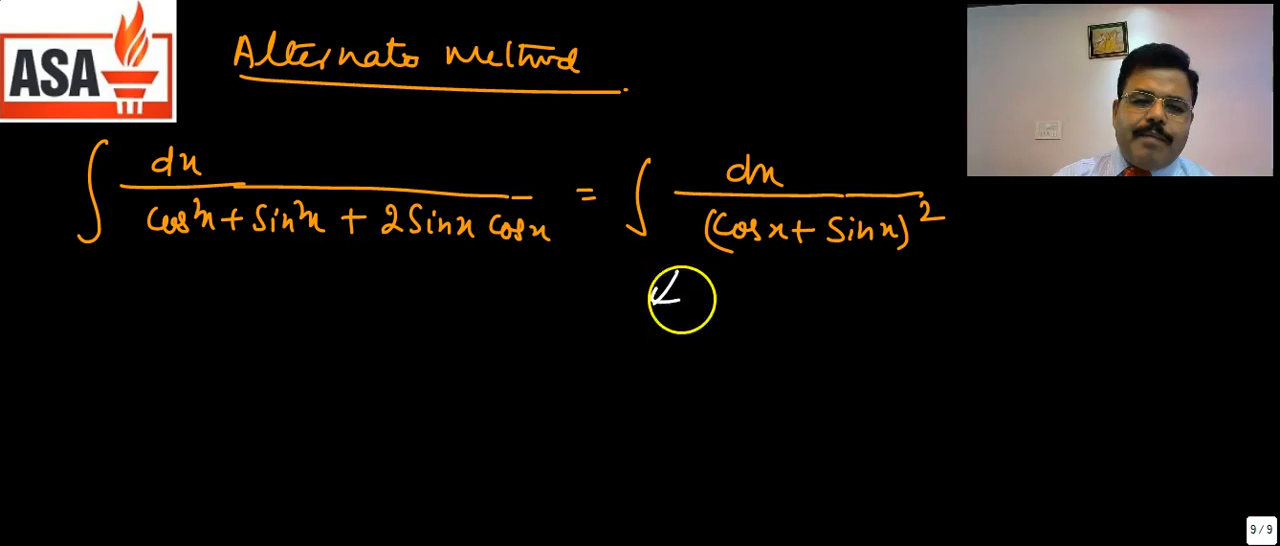 ASA
Alternate Method
∫ dx / (cos²x + sin²x + 2 sinx cosx) = ∫ dx / (cosx + sinx)²
9/9